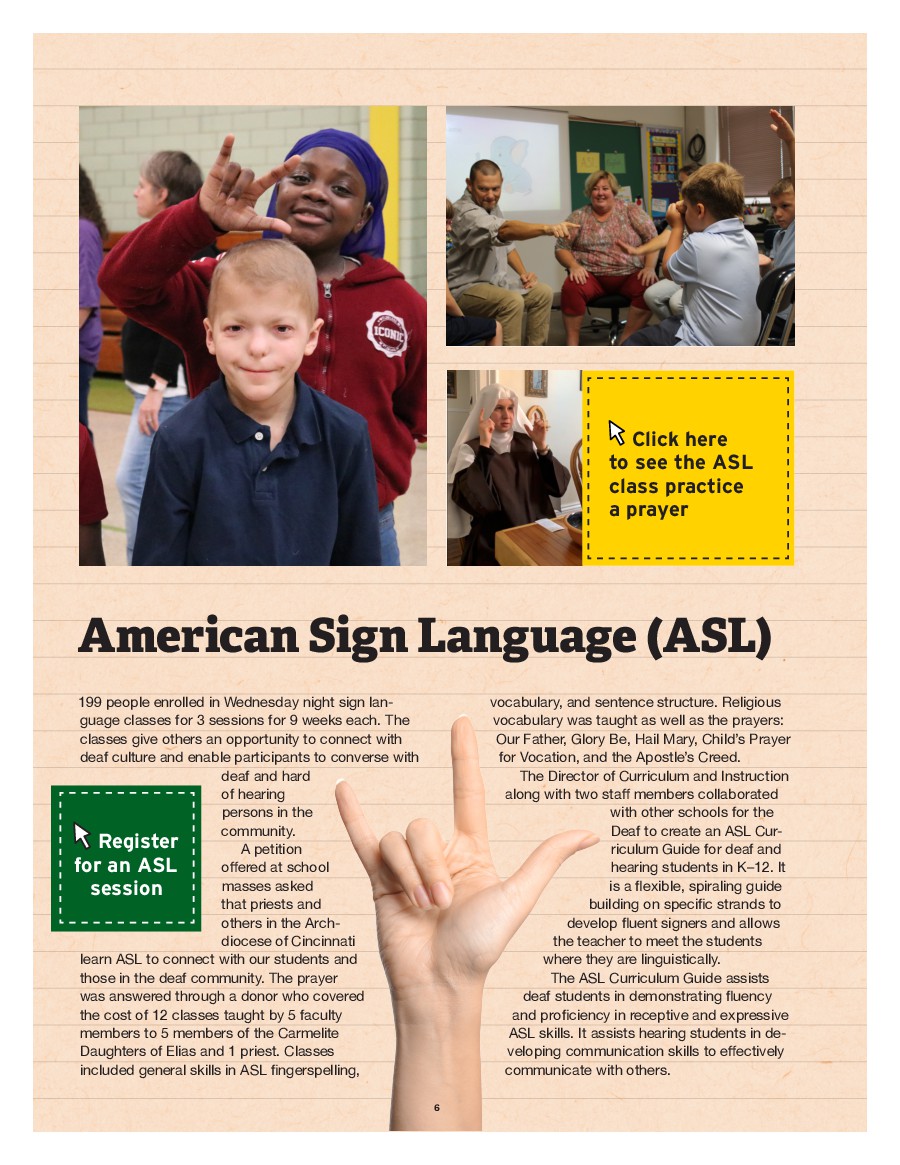 ICONIC
Click here
to see the ASL
class practice
a prayer
American Sign Language (ASL)
199 people enrolled in Wednesday night sign lan-
guage classes for 3 sessions for 9 weeks each. The
classes give others an opportunity to connect with
deaf culture and enable participants to converse with
deaf and hard
of hearing
persons in the
community.
A petition
offered at school
masses asked
that priests and
others in the Arch-
diocese of Cincinnati
learn ASL to connect with our students and
those in the deaf community. The prayer
was answered through a donor who covered
the cost of 12 classes taught by 5 faculty
members to 5 members of the Carmelite
Daughters of Elias and 1 priest. Classes
included general skills in ASL fingerspelling,
Register
for an ASL
session
vocabulary, and sentence structure. Religious
vocabulary was taught as well as the prayers:
Our Father, Glory Be, Hail Mary, Child's Prayer
for Vocation, and the Apostle's Creed.
The Director of Curriculum and Instruction
along with two staff members collaborated
with other schools for the
Deaf to create an ASL Cur-
riculum Guide for deaf and
hearing students in K–12. It
is a flexible, spiraling guide
building on specific strands to
develop fluent signers and allows
the teacher to meet the students
where they are linguistically.
The ASL Curriculum Guide assists
deaf students in demonstrating fluency
and proficiency in receptive and expressive
ASL skills. It assists hearing students in de-
veloping communication skills to effectively
communicate with others.
6